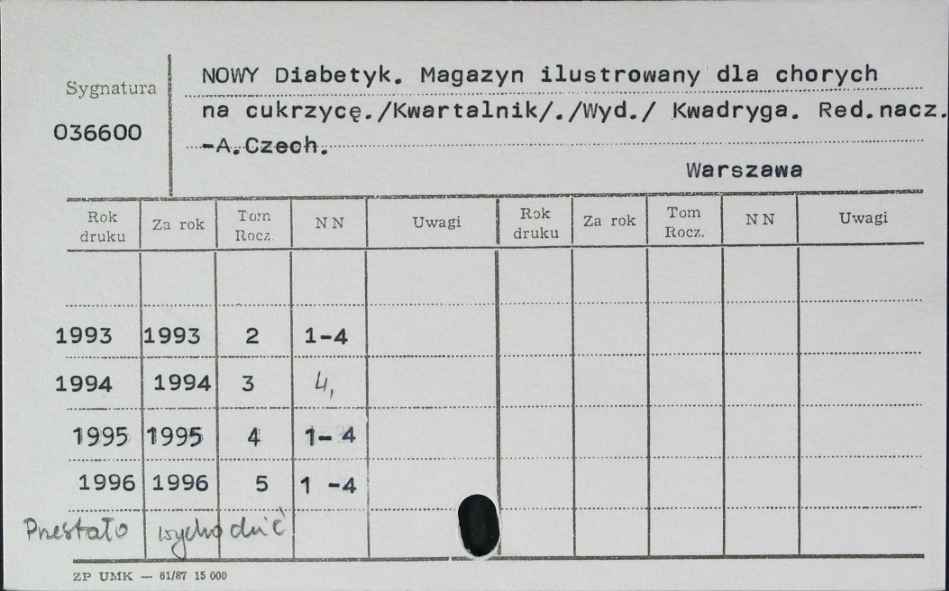 NOWY Diabetyk. Magazyn ilustrowany dla chorych
Sygnatura
na cukrzycę./Kwartalnik/./Wyd./ Kwadryga. Red.nacz.
036600
-A.Czech.
Warszawa
Rok druku Za rok Tom Rocz. NN Uwagi Rok druku Za rok Tom Rocz. NN Uwagi
1993 1993 2 1-4
1994 1994 3 4,
1995 1995 4 1-4
1996 1996 5 1 -4
Przestało wychodzić
ZP UMK — 61/87 15 000